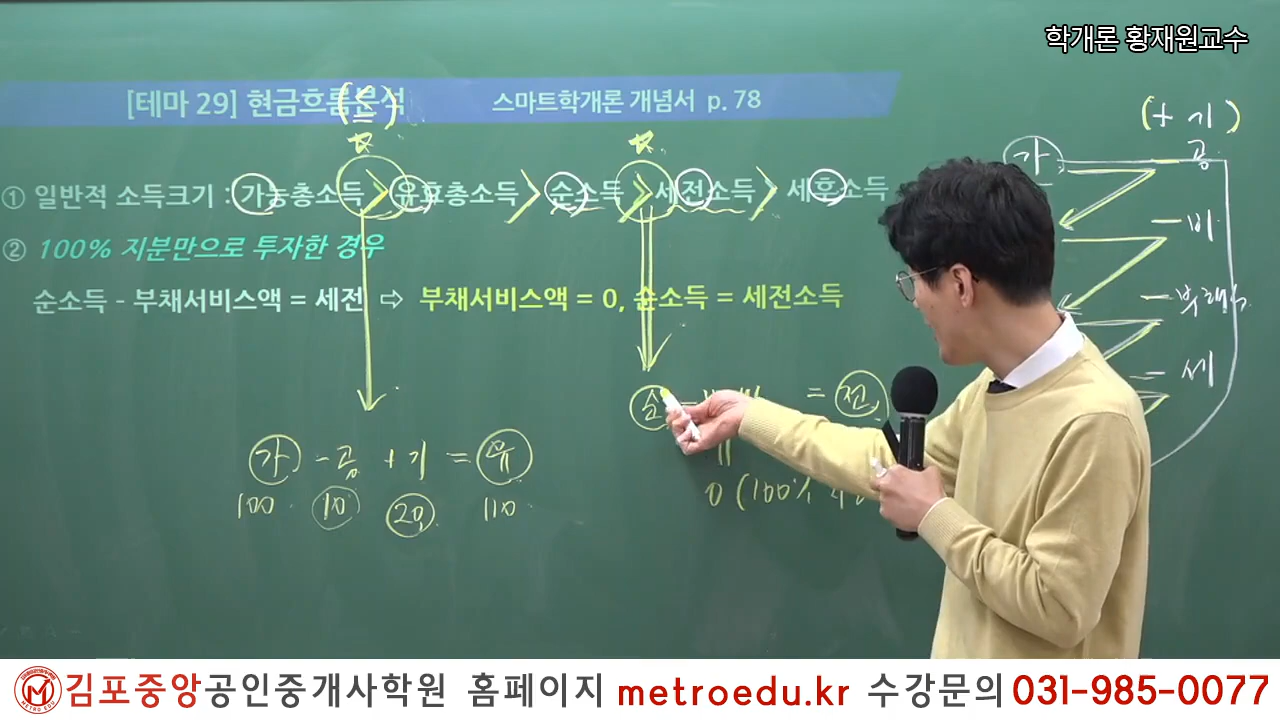 학개론 황재원교수
[테마 29] 현금흐름분석 스마트학개론 개념서 p. 78
(≤)
① 일반적 소득크기 : 가능총소득 > 유효총소득 > 순소득 > 세전소득 > 세후소득
② 100% 지분만으로 투자한 경우
순소득 - 부채서비스액 = 세전 ⇨ 부채서비스액 = 0, 순소득 = 세전소득
(+ 기)
가 - 공
- 비
- 세
순 = 전
0 (100%
가 - 공 + 기 = 유
100 10 20 110
김포중앙공인중개사학원 홈페이지 metroedu.kr 수강문의 031-985-0077
METRO EDU